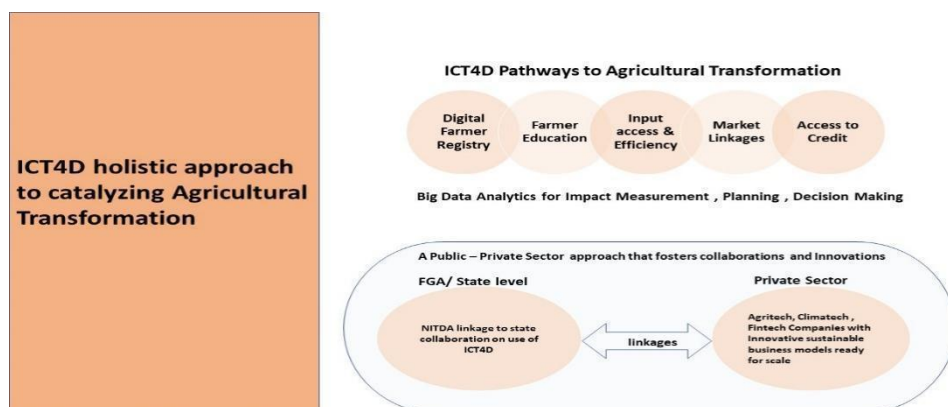 ICT4D holistic approach
to catalyzing Agricultural
Transformation
ICT4D Pathways to Agricultural Transformation
Digital
Farmer
Registry
Farmer
Education
Input
access &
Efficiency
Market
Linkages
Access to
Credit
Big Data Analytics for Impact Measurement , Planning , Decision Making
A Public – Private Sector approach that fosters collaborations and Innovations
FGA/ State level
NITDA linkage to state
collaboration on use of
ICT4D
linkages
Private Sector
Agritech, Climatech ,
Fintech Companies with
Innovative sustainable
business models ready
for scale